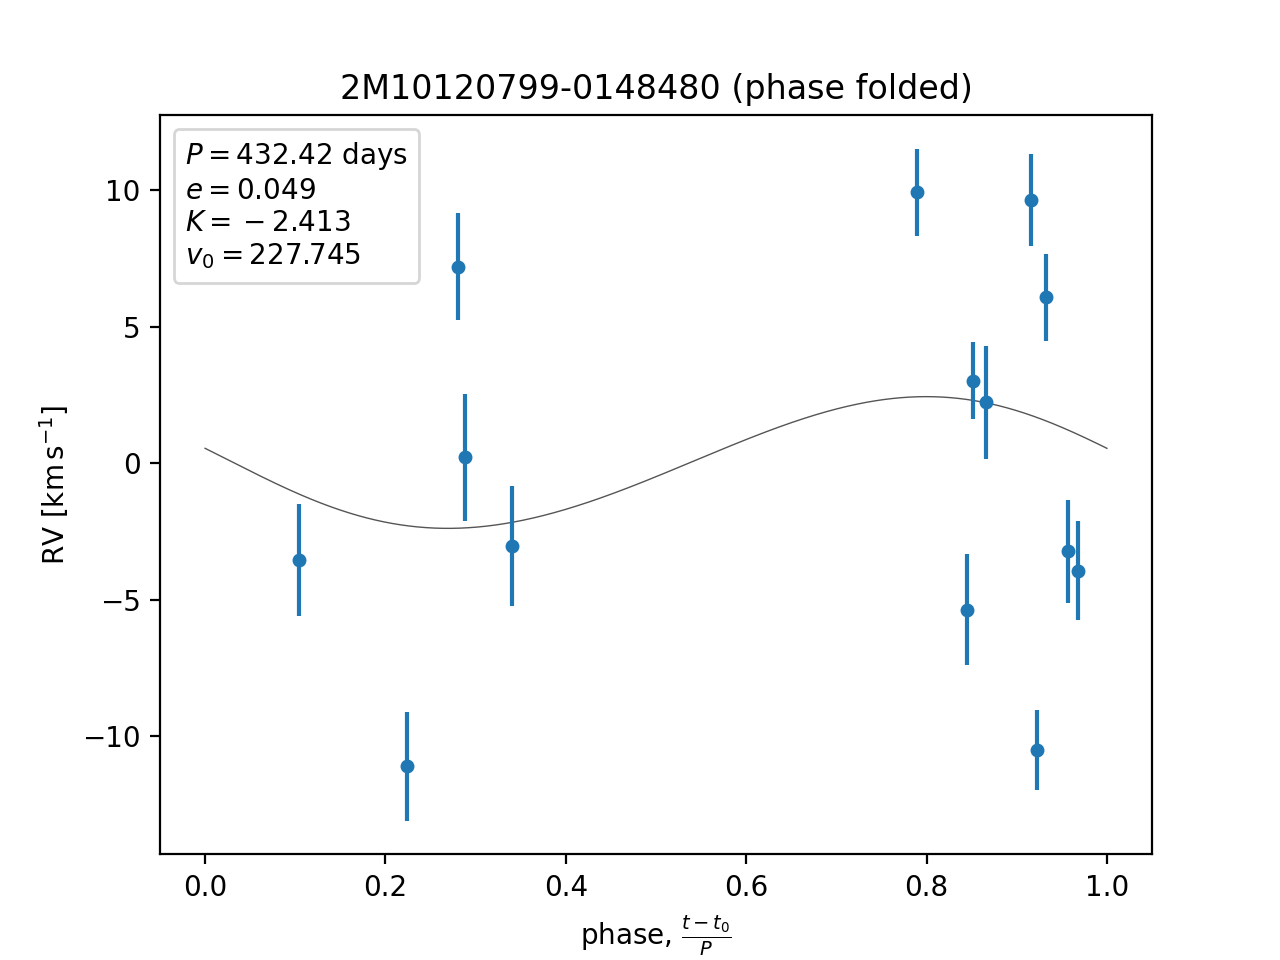 2M10120799-0148480 (phase folded)
P = 432.42 days
e = 0.049
K = −2.413
v₀ = 227.745
10
5
0
−5
−10
RV [km s⁻¹]
0.0 0.2 0.4 0.6 0.8 1.0
phase, (t − t₀)/P